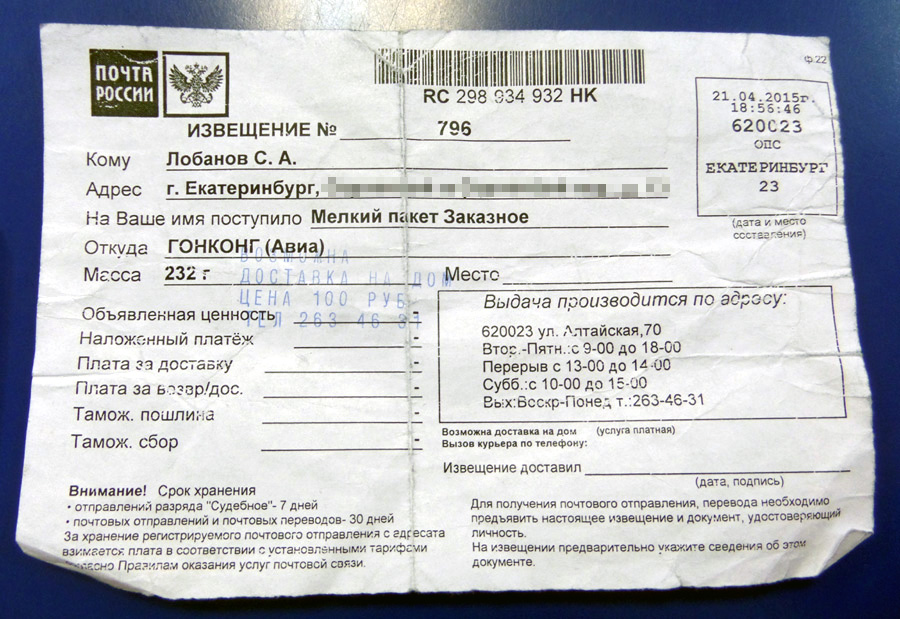 ф.22
ПОЧТА
РОССИИ
RC 298 934 932 HK
ИЗВЕЩЕНИЕ № 796
21.04.2015г.
18:56:46
620023
ОПС
ЕКАТЕРИНБУРГ
23
(дата и место
составления)
Кому Лобанов С. А.
Адрес г. Екатеринбург,
На Ваше имя поступило Мелкий пакет Заказное
Откуда ГОНКОНГ (Авиа)
Масса 232 г
Место
ВОЗМОЖНА
ДОСТАВКА НА ДОМ
ЦЕНА 100 РУБ
ТЕЛ 263 46 31
Объявленная ценность -
Наложенный платёж -
Плата за доставку -
Плата за возвр/дос. -
Тамож. пошлина -
Тамож. сбор -
Выдача производится по адресу:
620023 ул. Алтайская,70
Втор.-Пятн.:с 9-00 до 18-00
Перерыв с 13-00 до 14-00
Субб.:с 10-00 до 15-00
Вых:Воскр-Понед т.:263-46-31
Возможна доставка на дом (услуга платная)
Вызов курьера по телефону:
Извещение доставил
(дата, подпись)
Внимание! Срок хранения
• отправлений разряда "Судебное"- 7 дней
• почтовых отправлений и почтовых переводов- 30 дней
За хранение регистрируемого почтового отправления с адресата
взимается плата в соответствии с установленными тарифами
согласно Правилам оказания услуг почтовой связи.
Для получения почтового отправления, перевода необходимо
предъявить настоящее извещение и документ, удостоверяющий
личность.
На извещении предварительно укажите сведения об этом
документе.